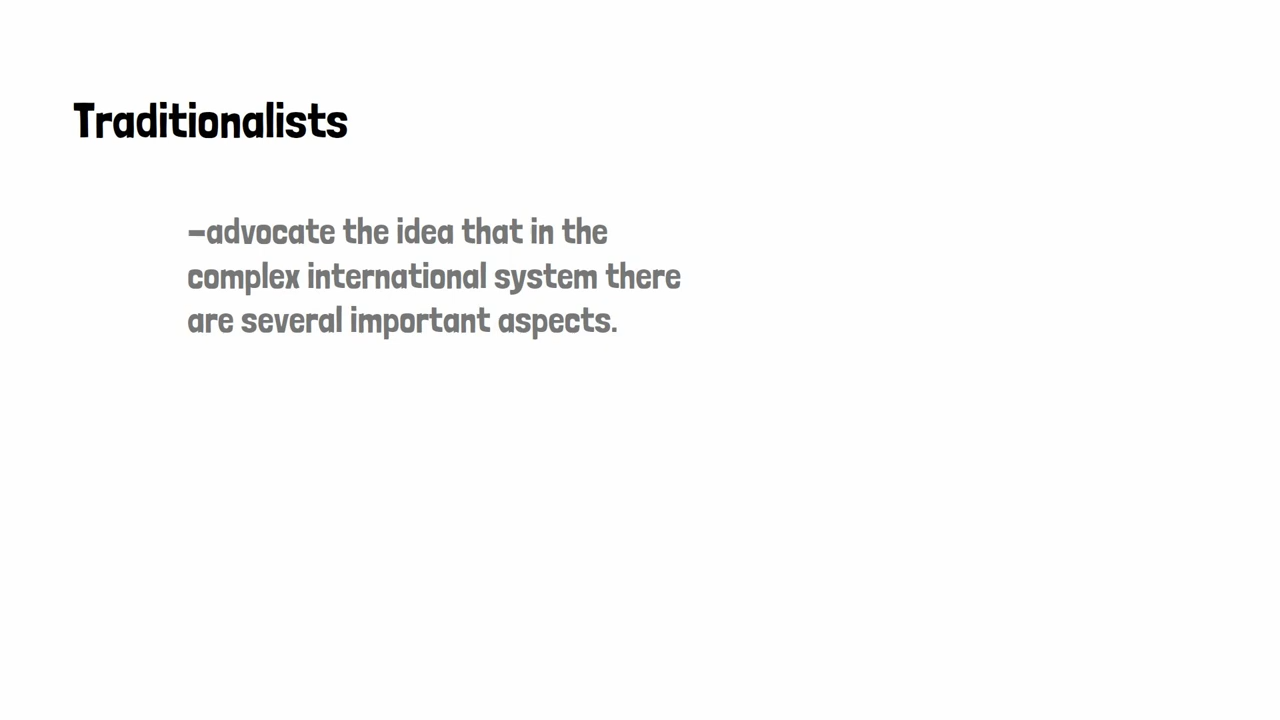 Traditionalists
–advocate the idea that in the
complex international system there
are several important aspects.